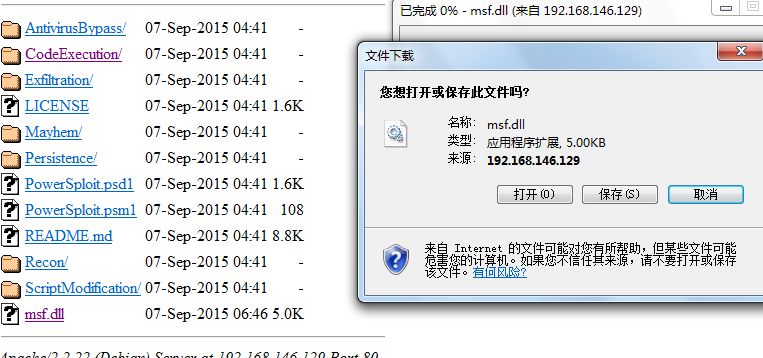 AntivirusBypass/ 07-Sep-2015 04:41 -
CodeExecution/ 07-Sep-2015 04:41 -
Exfiltration/ 07-Sep-2015 04:41 -
LICENSE 07-Sep-2015 04:41 1.6K
Mayhem/ 07-Sep-2015 04:41 -
Persistence/ 07-Sep-2015 04:41 -
PowerSploit.psd1 07-Sep-2015 04:41 1.6K
PowerSploit.psm1 07-Sep-2015 04:41 108
README.md 07-Sep-2015 04:41 8.8K
Recon/ 07-Sep-2015 04:41 -
ScriptModification/ 07-Sep-2015 04:41 -
msf.dll 07-Sep-2015 06:46 5.0K
Apache/2.2.22 (Debian) Server at 192.168.146.129 Port 80
已完成 0% - msf.dll (来自 192.168.146.129)
文件下载
您想打开或保存此文件吗?
名称: msf.dll
类型: 应用程序扩展, 5.00KB
来源: 192.168.146.129
打开(O) 保存(S) 取消
来自 Internet 的文件可能对您有所帮助，但某些文件可能
危害您的计算机。如果您不信任其来源，请不要打开或保存
该文件。有何风险?